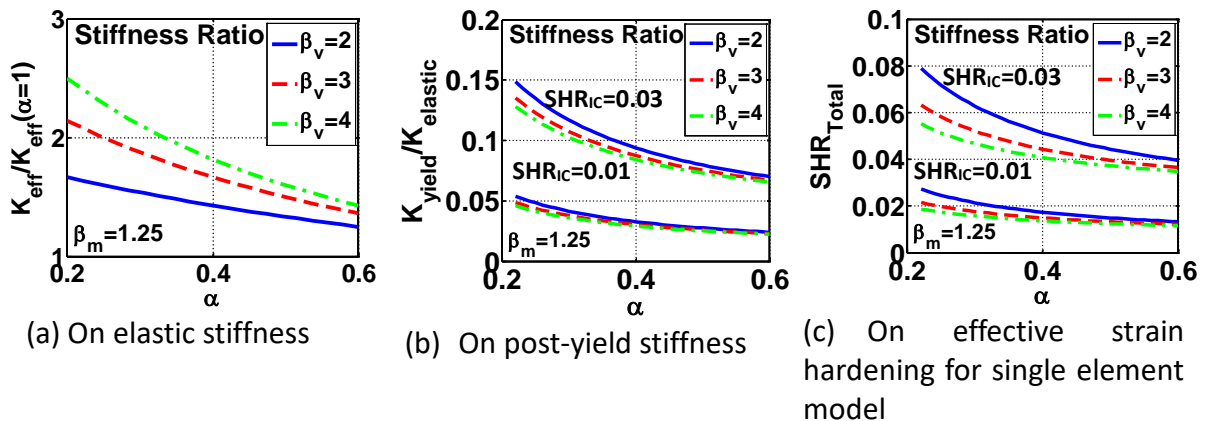 3
2
1
K_eff/K_eff(α=1)
Stiffness Ratio
β_v=2
β_v=3
β_v=4
β_m=1.25
0.2 0.4 0.6
α
(a) On elastic stiffness
0.2
0.15
0.1
0.05
0
K_yield/K_elastic
Stiffness Ratio
β_v=2
β_v=3
β_v=4
SHR_IC=0.03
SHR_IC=0.01
β_m=1.25
0.2 0.4 0.6
α
(b) On post-yield stiffness
0.1
0.08
0.06
0.04
0.02
0
SHR_Total
Stiffness Ratio
β_v=2
β_v=3
β_v=4
SHR_IC=0.03
SHR_IC=0.01
β_m=1.25
0.2 0.4 0.6
α
(c) On effective strain
hardening for single element
model